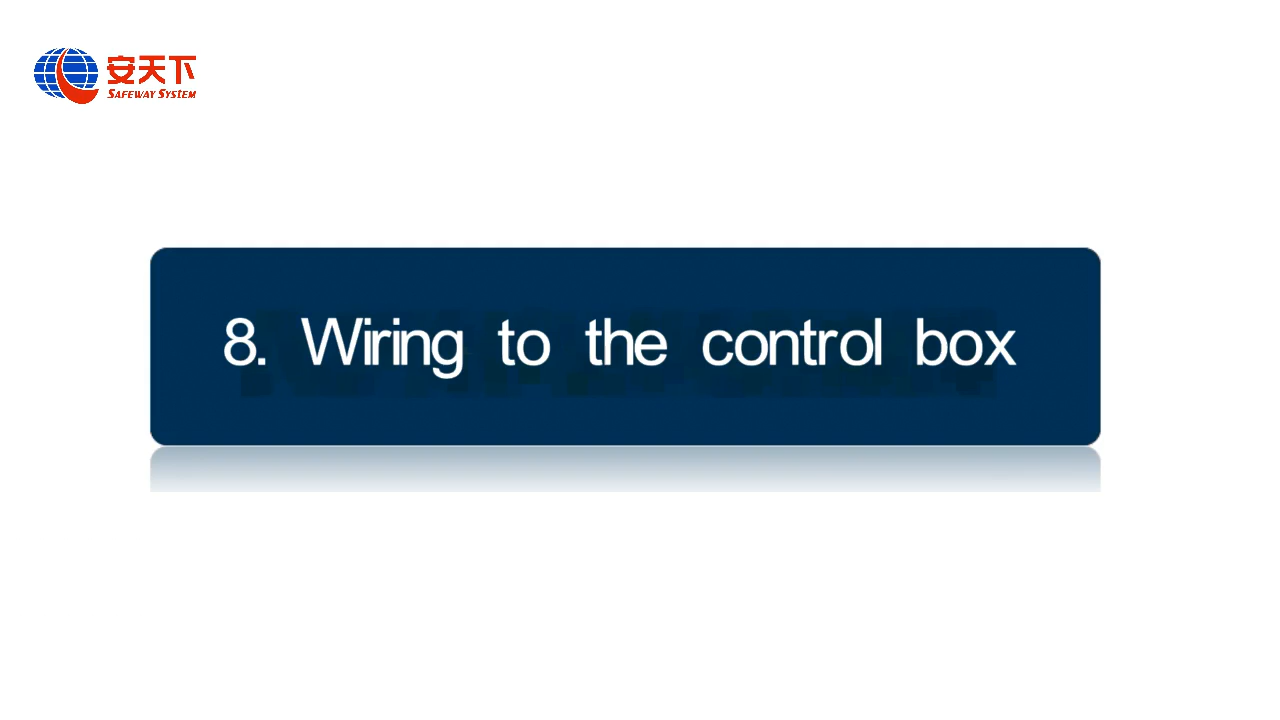 安天下
SAFEWAY SYSTEM
8. Wiring to the control box